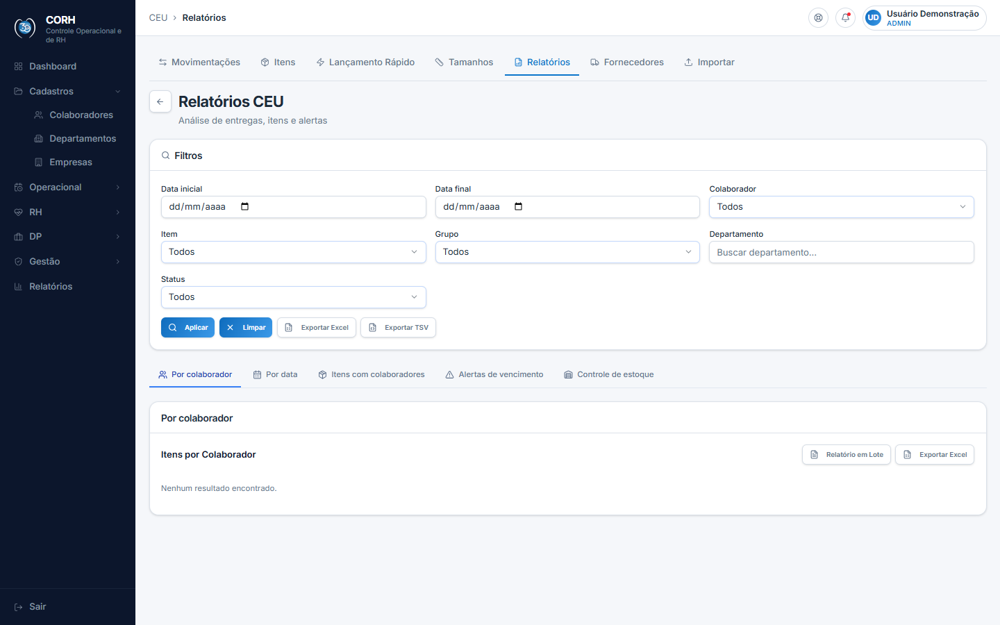 CORH
Controle Operacional e
de RH
Dashboard
Cadastros
Colaboradores
Departamentos
Empresas
Operacional
RH
DP
Gestão
Relatórios
Sair
CEU > Relatórios
UD
Usuário Demonstração
ADMIN
Movimentações
Itens
Lançamento Rápido
Tamanhos
Relatórios
Fornecedores
Importar
Relatórios CEU
Análise de entregas, itens e alertas
Filtros
Data inicial
dd/mm/aaaa
Data final
dd/mm/aaaa
Colaborador
Todos
Item
Todos
Grupo
Todos
Departamento
Buscar departamento...
Status
Todos
Aplicar
Limpar
Exportar Excel
Exportar TSV
Por colaborador
Por data
Itens com colaboradores
Alertas de vencimento
Controle de estoque
Por colaborador
Itens por Colaborador
Relatório em Lote
Exportar Excel
Nenhum resultado encontrado.